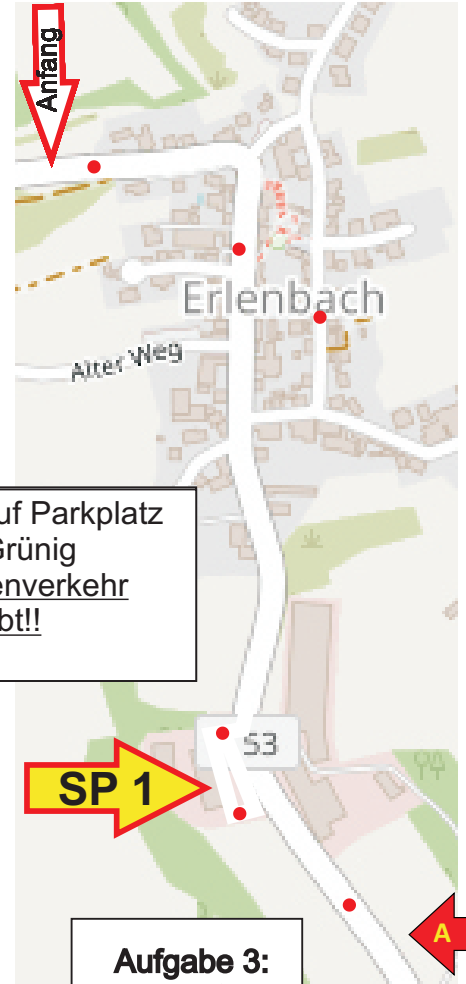 Anfang
Erlenbach
Alter Weg
uf Parkplatz
Grünig
enverkehr
bt!!
53
SP 1
A
Aufgabe 3: